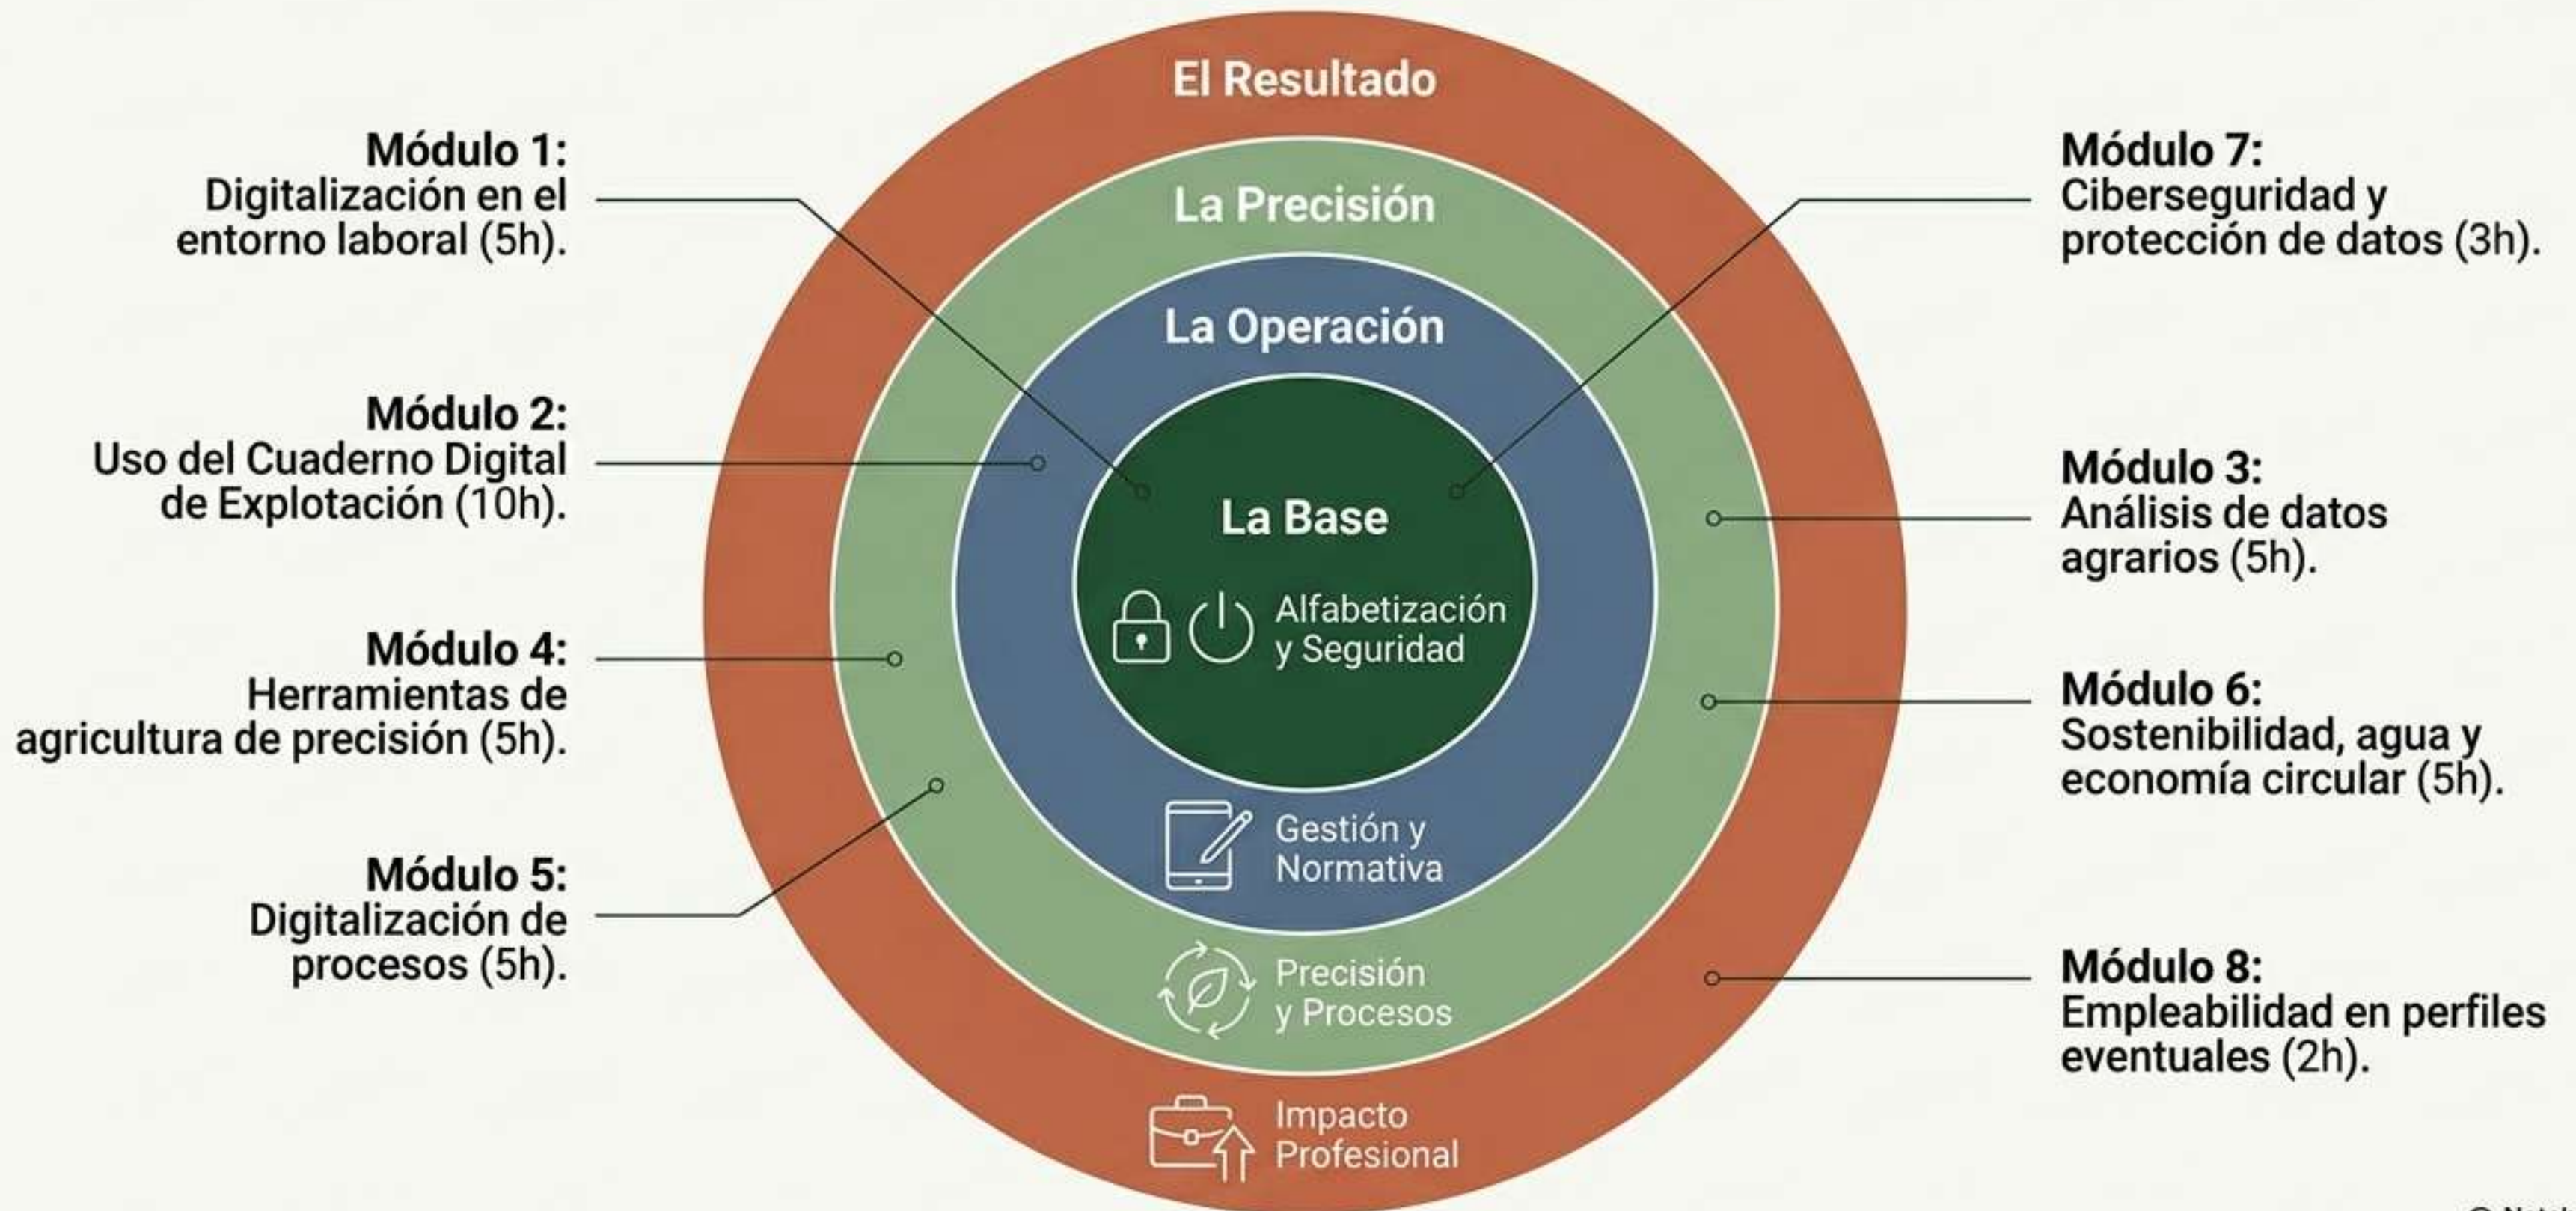 El Resultado
La Precisión
La Operación
La Base
Alfabetización
y Seguridad
Gestión y
Normativa
Precisión
y Procesos
Impacto
Profesional
Módulo 1:
Digitalización en el
entorno laboral (5h).
Módulo 2:
Uso del Cuaderno Digital
de Explotación (10h).
Módulo 4:
Herramientas de
agricultura de precisión (5h).
Módulo 5:
Digitalización de
procesos (5h).
Módulo 7:
Ciberseguridad y
protección de datos (3h).
Módulo 3:
Análisis de datos
agrarios (5h).
Módulo 6:
Sostenibilidad, agua y
economía circular (5h).
Módulo 8:
Empleabilidad en perfiles
eventuales (2h).